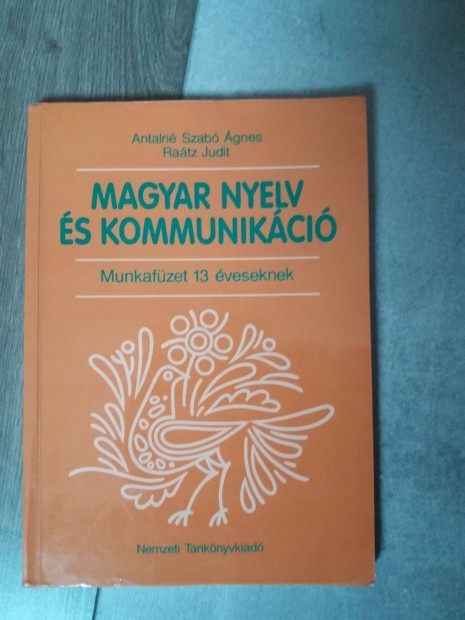 Antalné Szabó Ágnes
Raátz Judit
MAGYAR NYELV
ÉS KOMMUNIKÁCIÓ
Munkafüzet 13 éveseknek
Nemzeti Tankönyvkiadó